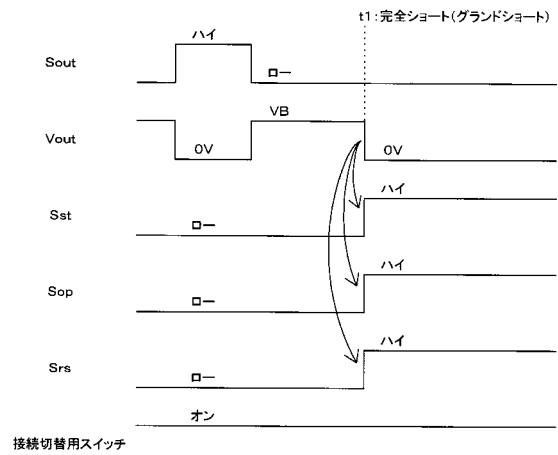 t1:完全ショート(グランドショート)
ハイ
Sout
ロー
VB
Vout
0V
0V
ハイ
Sst
ロー
ハイ
Sop
ロー
ハイ
Srs
ロー
オン
接続切替用スイッチ